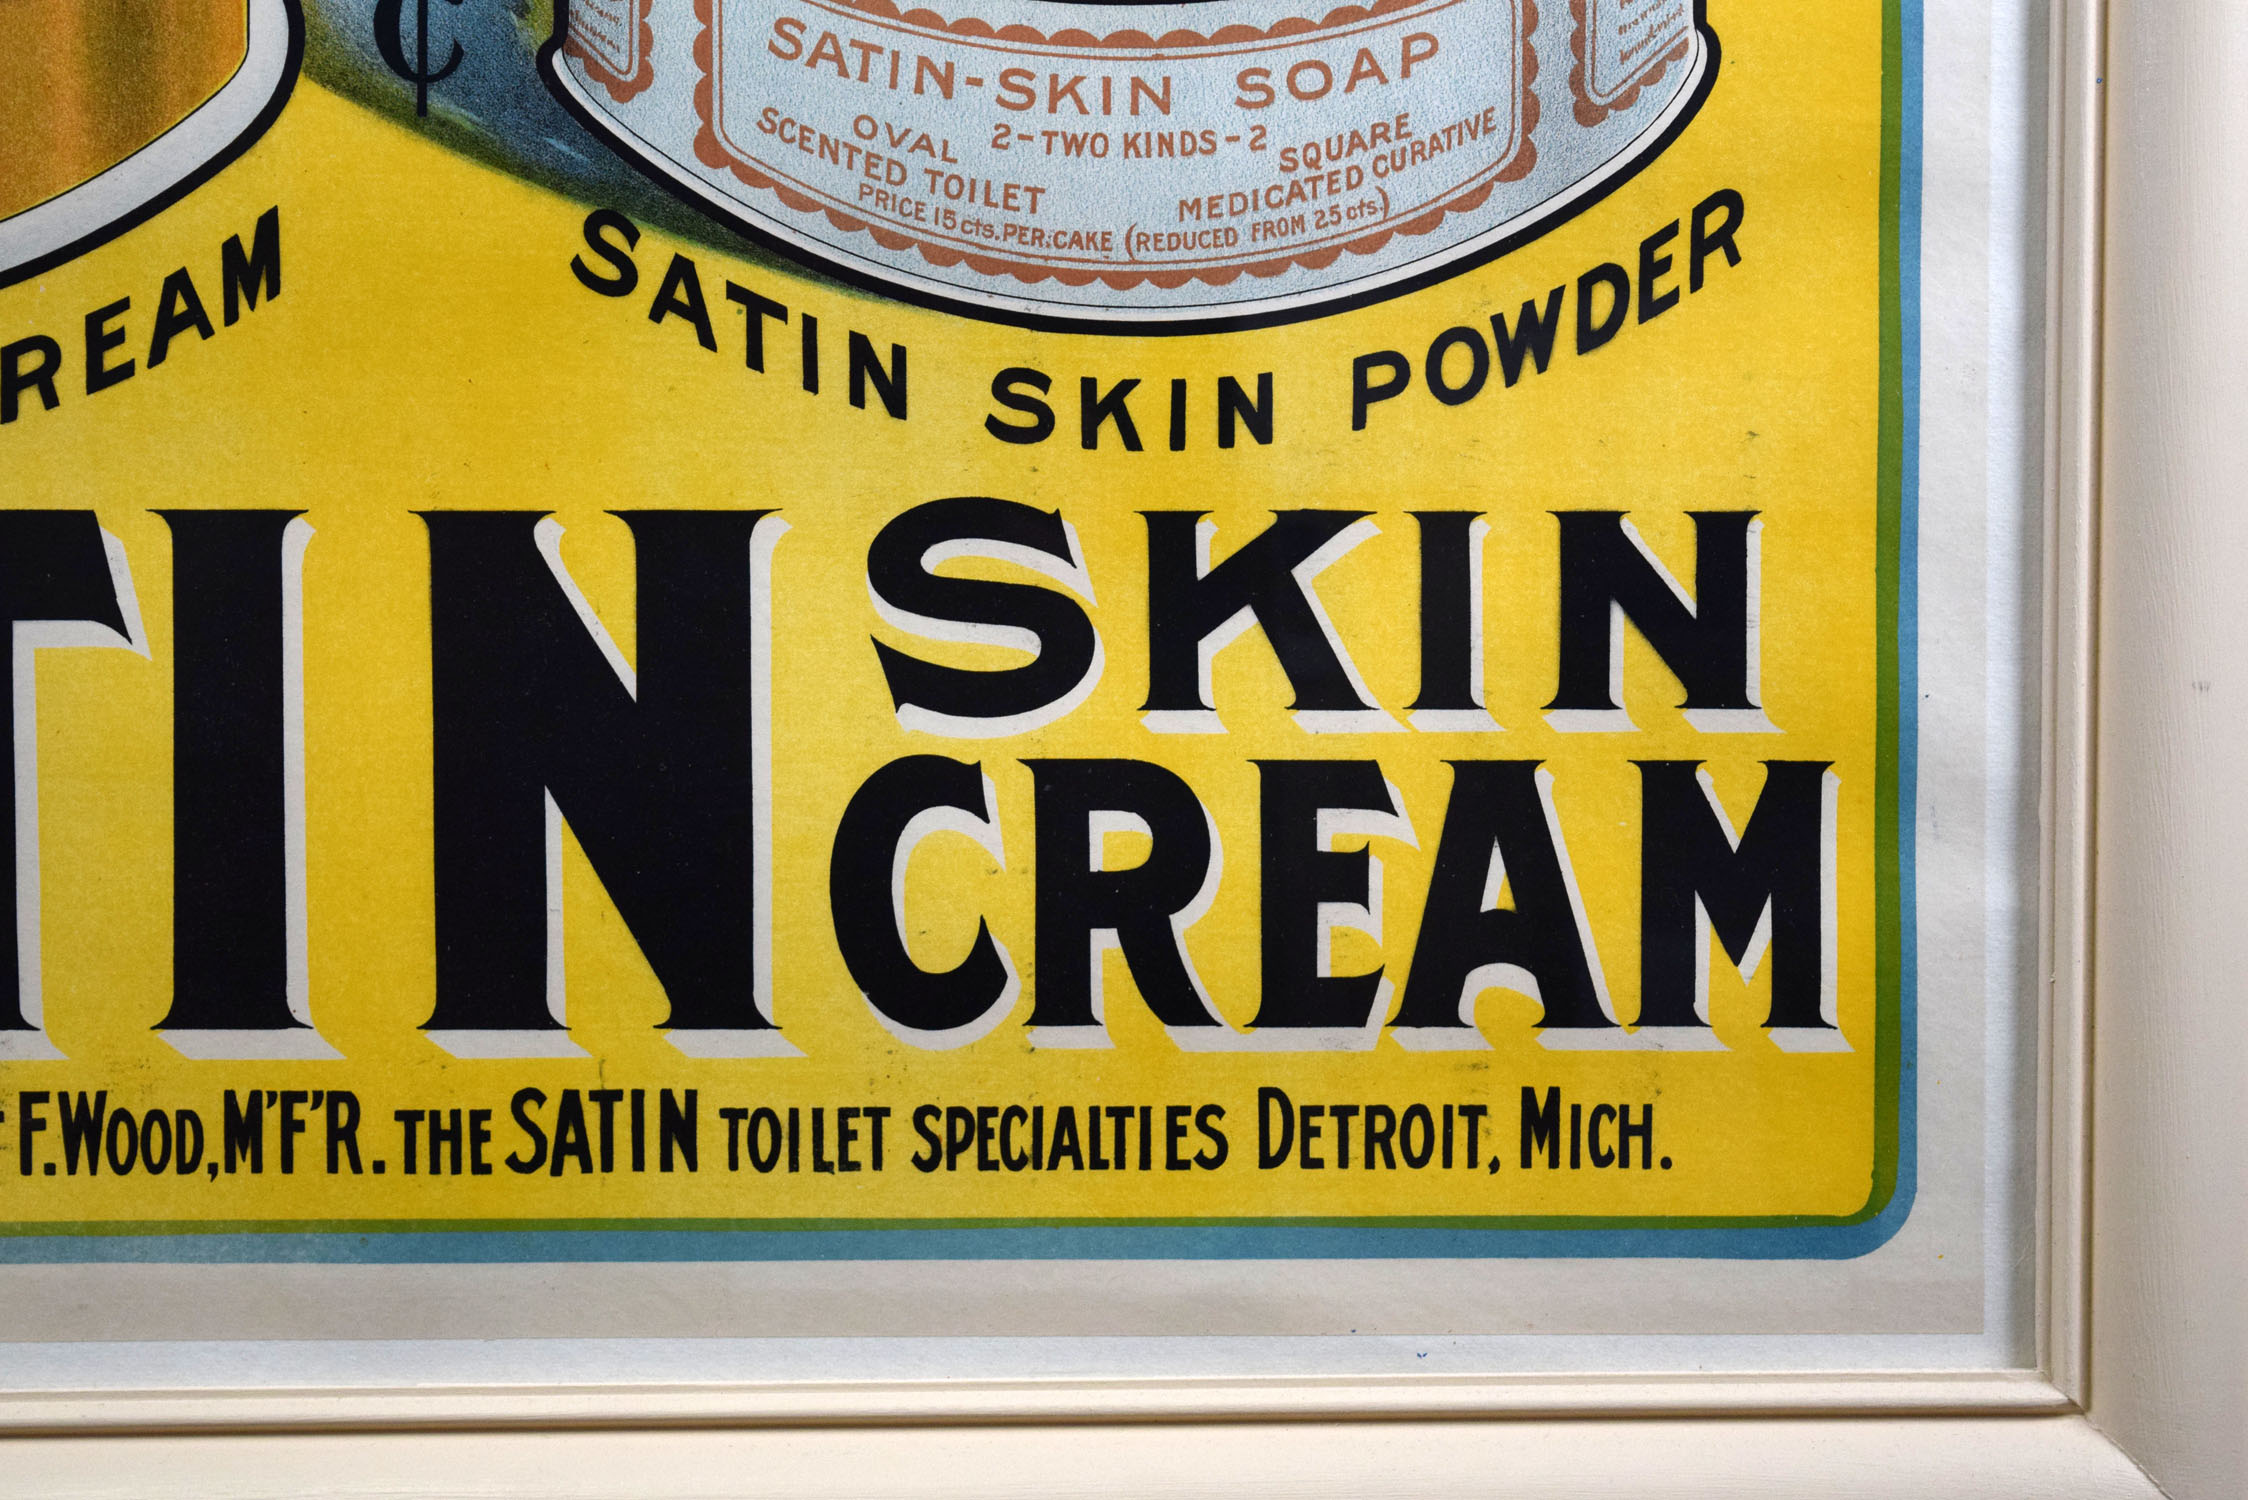 ¢
SATIN-SKIN SOAP
2-TWO KINDS-2
OVAL
SCENTED TOILET
SQUARE
MEDICATED CURATIVE
PRICE 15 cts. PER. CAKE (REDUCED FROM 25 cts.)
REAM
SATIN SKIN POWDER
TIN SKIN
CREAM
F. WOOD, M'F'R. THE SATIN TOILET SPECIALTIES DETROIT, MICH.